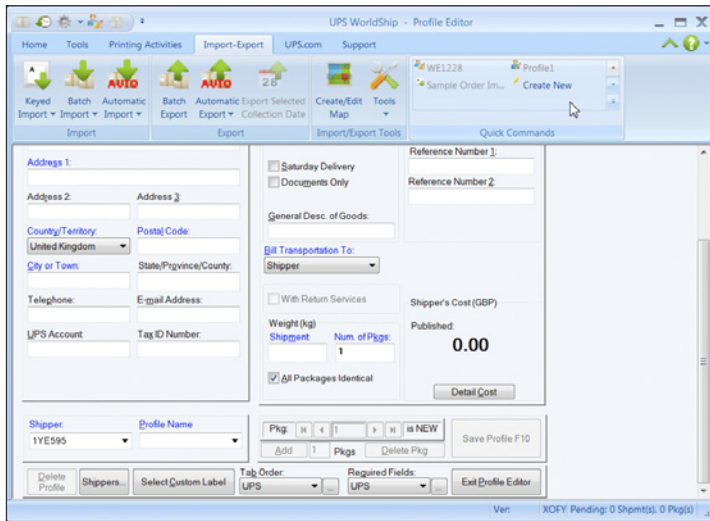 UPS WorldShip - Profile Editor
Home Tools Printing Activities Import-Export UPS.com Support
Keyed Import Batch Import AUTO Automatic Import
Import
Batch Export AUTO Automatic Export 28 Export Selected Collection Date
Export
Create/Edit Map Tools
Import/Export Tools
WE1228 Profile1
Sample Order Im... Create New
Quick Commands
Address 1:
Saturday Delivery
Documents Only
Reference Number 1:
Reference Number 2:
Address 2: Address 3:
General Desc. of Goods:
Country/Territory: Postal Code:
United Kingdom
Bill Transportation To:
Shipper
City or Town: State/Province/County:
Telephone: E-mail Address:
With Return Services
Shipper's Cost (GBP)
UPS Account: Tax ID Number:
Weight (kg)
Shipment: Num. of Pkgs:
1
Published:
0.00
All Packages Identical
Detail Cost
Shipper: Profile Name
1YE595
Pkg: 1 is NEW
Add 1 Pkgs Delete Pkg
Save Profile F10
Delete Profile Shippers... Select Custom Label
Tab Order:
UPS ...
Required Fields:
UPS ...
Exit Profile Editor
Ver: XOFY Pending: 0 Shpmt(s). 0 Pkg(s)